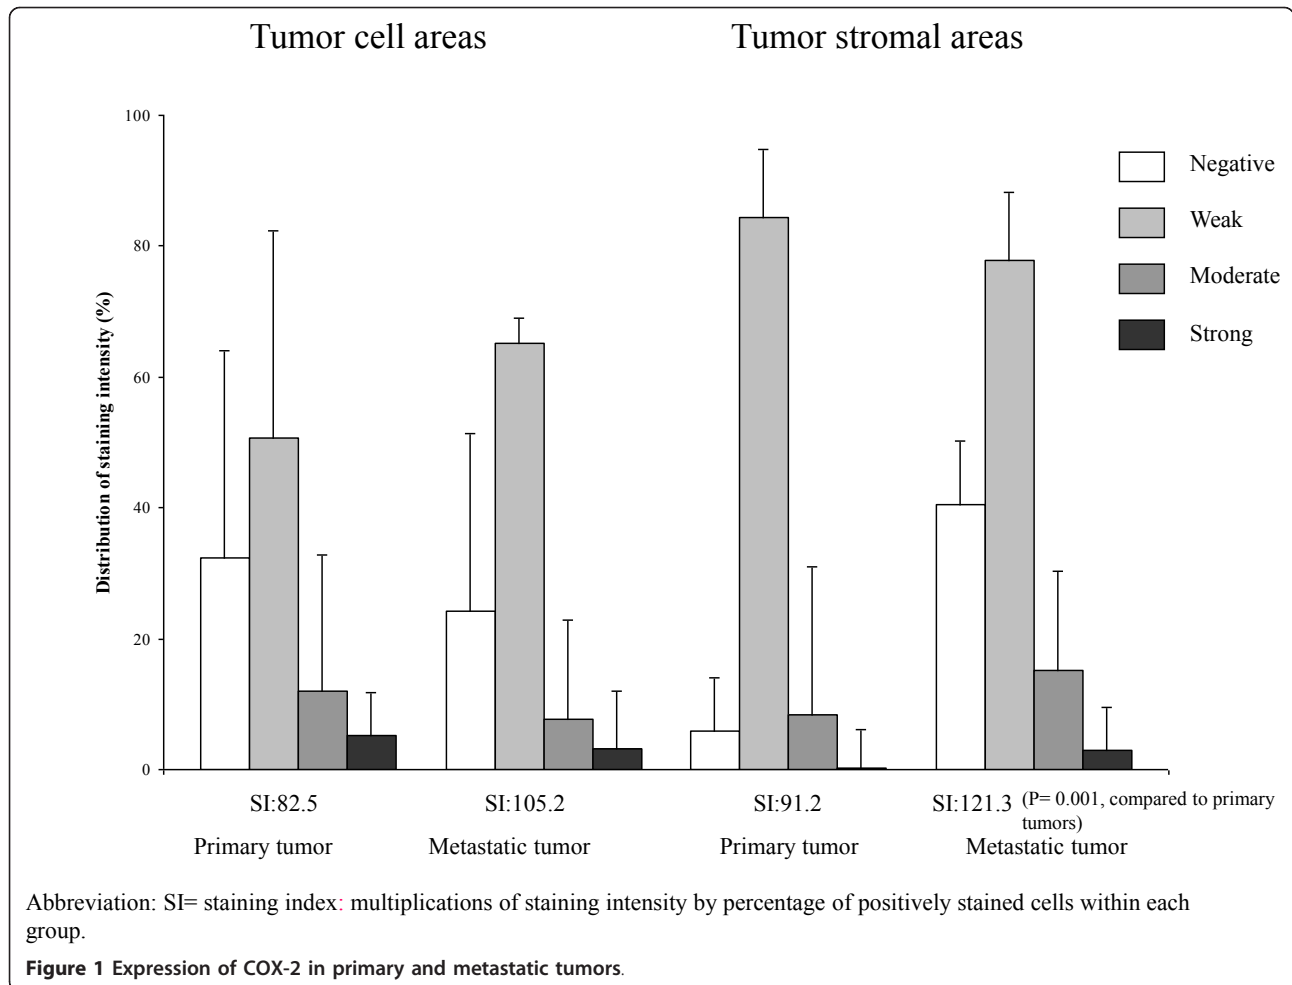 Tumor cell areas
Tumor stromal areas
100
80
60
40
20
0
Distribution of staining intensity (%)
Negative
Weak
Moderate
Strong
SI:82.5
SI:105.2
SI:91.2
SI:121.3 (P= 0.001, compared to primary
tumors)
Primary tumor
Metastatic tumor
Primary tumor
Metastatic tumor
Abbreviation: SI= staining index: multiplications of staining intensity by percentage of positively stained cells within each
group.
Figure 1 Expression of COX-2 in primary and metastatic tumors.